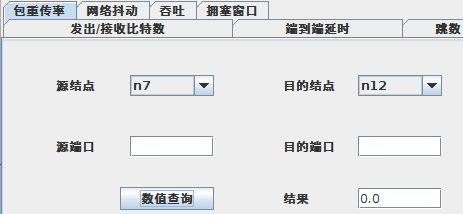 包重传率 网络抖动 吞吐 拥塞窗口
发出/接收比特数 端到端延时 跳数
源结点 n7 目的结点 n12
源端口 目的端口
数值查询 结果 0.0